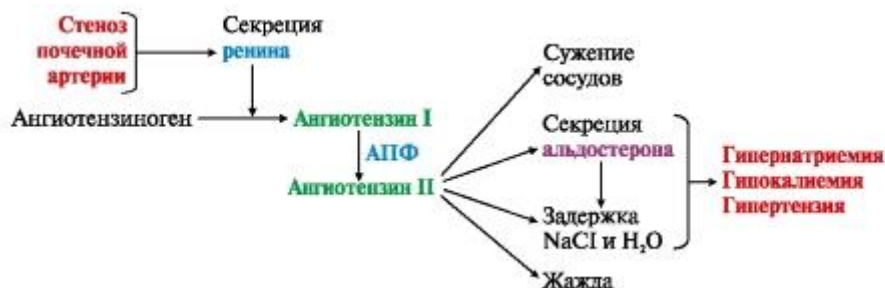 Стеноз
почечной
артерии
Секреция
ренина
Ангиотензиноген
Ангиотензин I
АПФ
Ангиотензин II
Сужение
сосудов
Секреция
альдостерона
Задержка
NaCI и H₂O
Жажда
Гипернатриемия
Гипокалиемия
Гипертензия